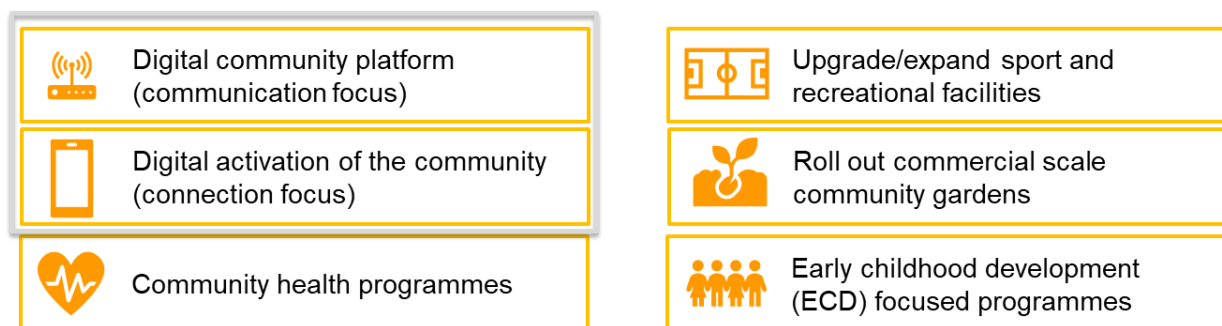 Digital community platform
(communication focus)
Digital activation of the community
(connection focus)
Community health programmes
Upgrade/expand sport and
recreational facilities
Roll out commercial scale
community gardens
Early childhood development
(ECD) focused programmes